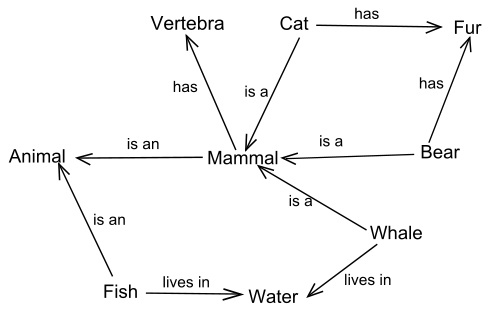 Vertebra
Cat
has
Fur
has
is a
has
Animal
is an
Mammal
is a
Bear
is an
is a
Whale
Fish
lives in
Water
lives in